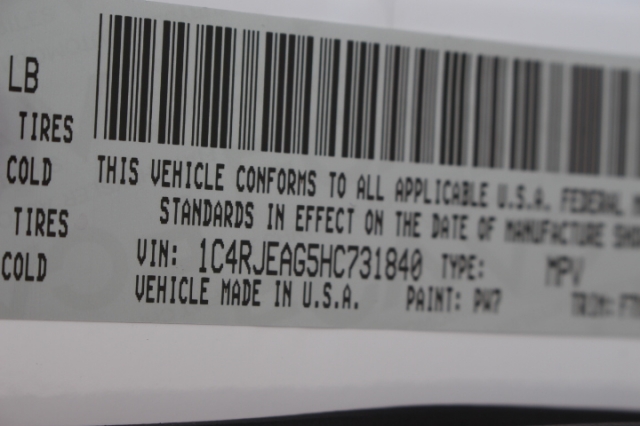 LB
TIRES
COLD
TIRES
COLD
THIS VEHICLE CONFORMS TO ALL APPLICABLE U.S.A. FEDERAL
STANDARDS IN EFFECT ON THE DATE OF MANUFACTURE
VIN: 1C4RJEAG5HC731840 TYPE: MPV
VEHICLE MADE IN U.S.A. PAINT: PW7 TRIM: